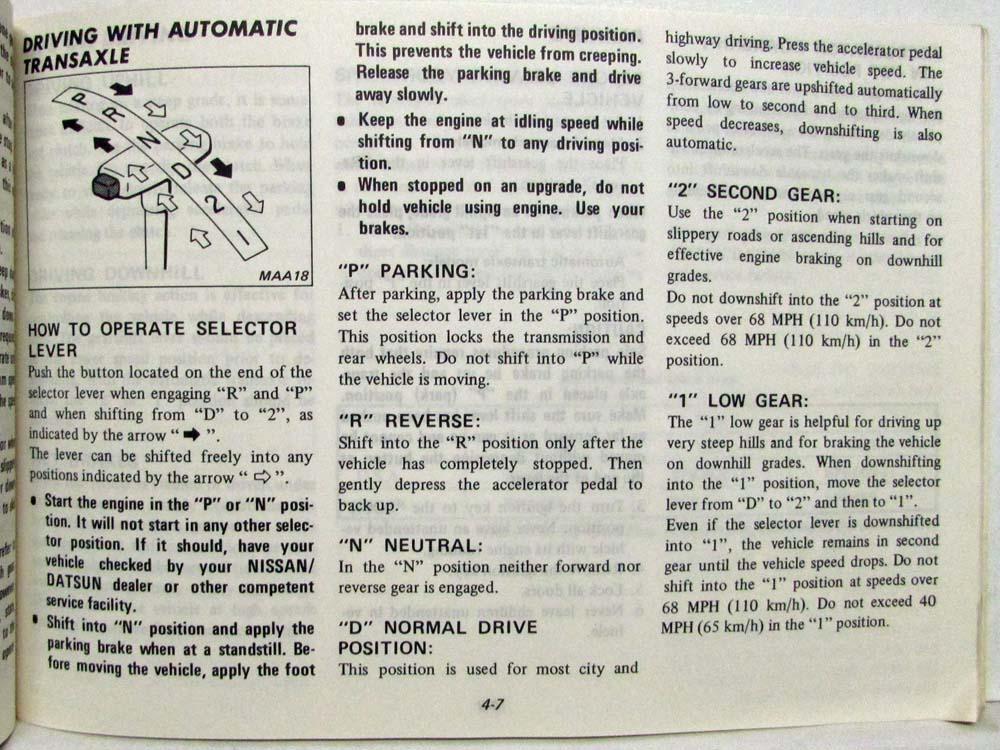 DRIVING WITH AUTOMATIC
TRANSAXLE
P
R
N
D
2
1
MAA18
HOW TO OPERATE SELECTOR
LEVER
Push the button located on the end of the
selector lever when engaging “R” and “P”
and when shifting from “D” to “2”, as
indicated by the arrow “ ➡ ”.
The lever can be shifted freely into any
positions indicated by the arrow “ ⇨ ”.
● Start the engine in the “P” or “N” posi-
tion. It will not start in any other selec-
tor position. If it should, have your
vehicle checked by your NISSAN/
DATSUN dealer or other competent
service facility.
● Shift into “N” position and apply the
parking brake when at a standstill. Be-
fore moving the vehicle, apply the foot
brake and shift into the driving position.
This prevents the vehicle from creeping.
Release the parking brake and drive
away slowly.
● Keep the engine at idling speed while
shifting from “N” to any driving posi-
tion.
● When stopped on an upgrade, do not
hold vehicle using engine. Use your
brakes.
“P” PARKING:
After parking, apply the parking brake and
set the selector lever in the “P” position.
This position locks the transmission and
rear wheels. Do not shift into “P” while
the vehicle is moving.
“R” REVERSE:
Shift into the “R” position only after the
vehicle has completely stopped. Then
gently depress the accelerator pedal to
back up.
“N” NEUTRAL:
In the “N” position neither forward nor
reverse gear is engaged.
“D” NORMAL DRIVE
POSITION:
This position is used for most city and
highway driving. Press the accelerator pedal
slowly to increase vehicle speed. The
3-forward gears are upshifted automatically
from low to second and to third. When
speed decreases, downshifting is also
automatic.
“2” SECOND GEAR:
Use the “2” position when starting on
slippery roads or ascending hills and for
effective engine braking on downhill
grades.
Do not downshift into the “2” position at
speeds over 68 MPH (110 km/h). Do not
exceed 68 MPH (110 km/h) in the “2”
position.
“1” LOW GEAR:
The “1” low gear is helpful for driving up
very steep hills and for braking the vehicle
on downhill grades. When downshifting
into the “1” position, move the selector
lever from “D” to “2” and then to “1”.
Even if the selector lever is downshifted
into “1”, the vehicle remains in second
gear until the vehicle speed drops. Do not
shift into the “1” position at speeds over
68 MPH (110 km/h). Do not exceed 40
MPH (65 km/h) in the “1” position.
4-7